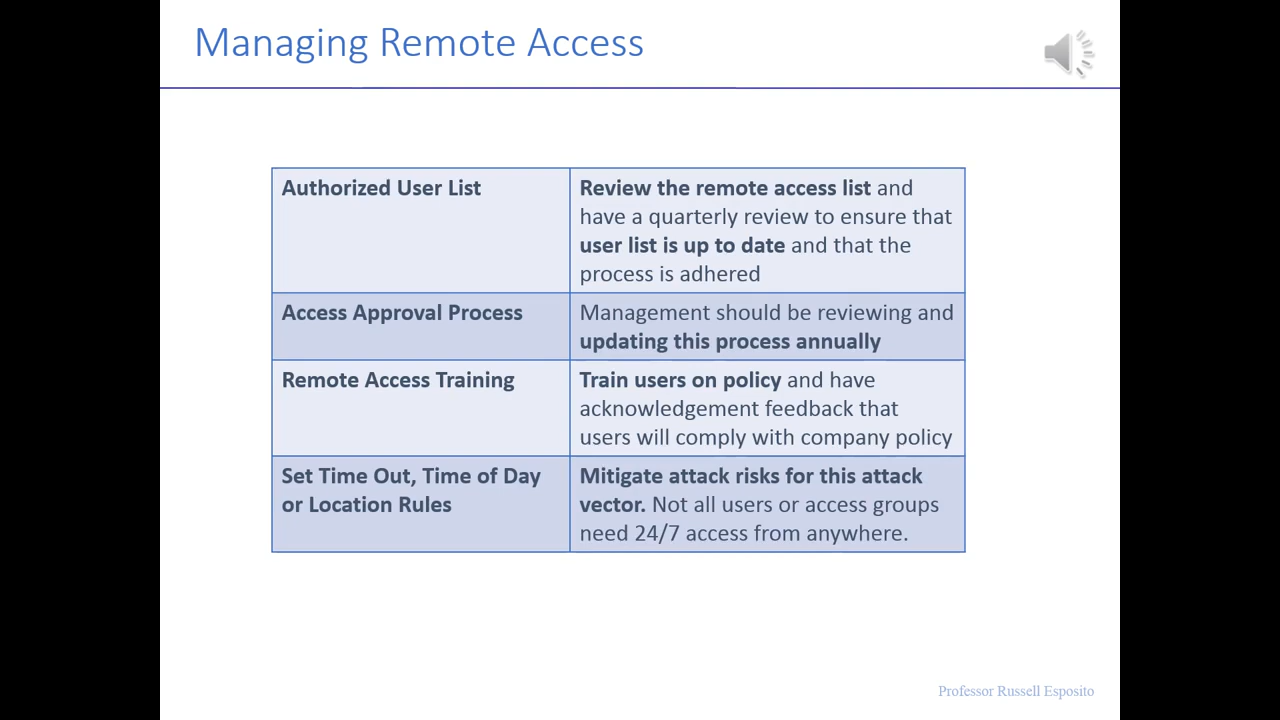 Managing Remote Access
Authorized User List
Review the remote access list and
have a quarterly review to ensure that
user list is up to date and that the
process is adhered
Access Approval Process
Management should be reviewing and
updating this process annually
Remote Access Training
Train users on policy and have
acknowledgement feedback that
users will comply with company policy
Set Time Out, Time of Day
or Location Rules
Mitigate attack risks for this attack
vector. Not all users or access groups
need 24/7 access from anywhere.
Professor Russell Esposito